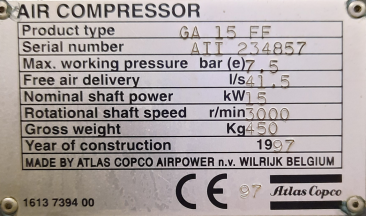 AIR COMPRESSOR
Product type GA 15 FF
Serial number AII 234857
Max. working pressure bar (e) 7,5
Free air delivery l/s 41,5
Nominal shaft power kW 15
Rotational shaft speed r/min 3000
Gross weight Kg 450
Year of construction 1997
MADE BY ATLAS COPCO AIRPOWER n.v. WILRIJK BELGIUM
CE 97 Atlas Copco
1613 7394 00